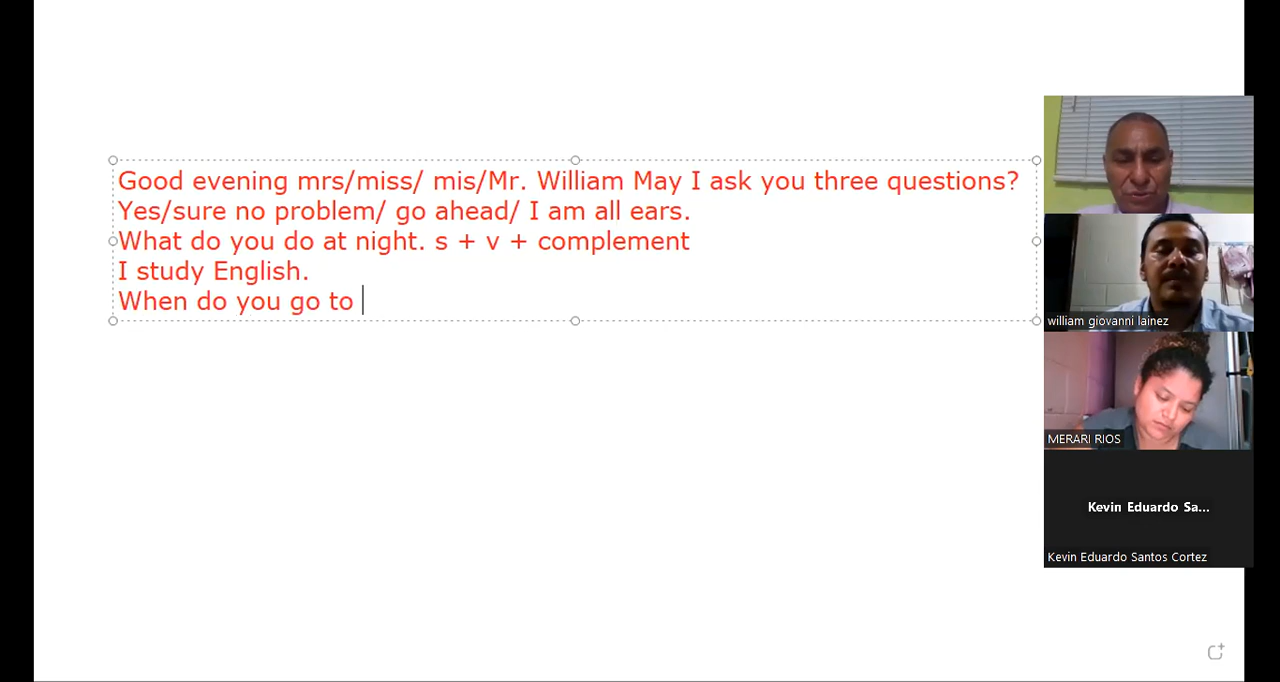 Good evening mrs/miss/ mis/Mr. William May I ask you three questions?
Yes/sure no problem/ go ahead/ I am all ears.
What do you do at night. s + v + complement
I study English.
When do you go to
william giovanni lainez
MERARI RIOS
Kevin Eduardo Sa...
Kevin Eduardo Santos Cortez